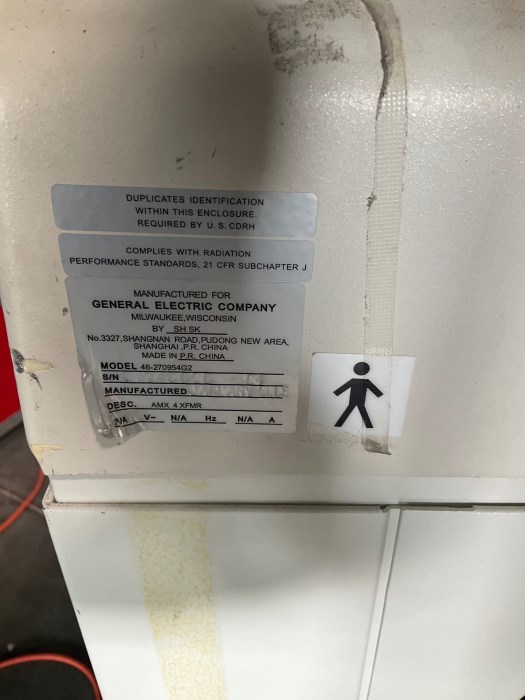 DUPLICATES IDENTIFICATION
WITHIN THIS ENCLOSURE.
REQUIRED BY U.S. CDRH
COMPLIES WITH RADIATION
PERFORMANCE STANDARDS, 21 CFR SUBCHAPTER J
MANUFACTURED FOR
GENERAL ELECTRIC COMPANY
MILWAUKEE,WISCONSIN
BY SH SK
No.3327,SHANGNAN ROAD,PUDONG NEW AREA,
SHANGHAI ,P.R. CHINA
MADE IN P.R. CHINA
MODEL 46-270954G2
S/N
MANUFACTURED
DESC. AMX 4 XFMR
N/A V~ N/A Hz N/A A